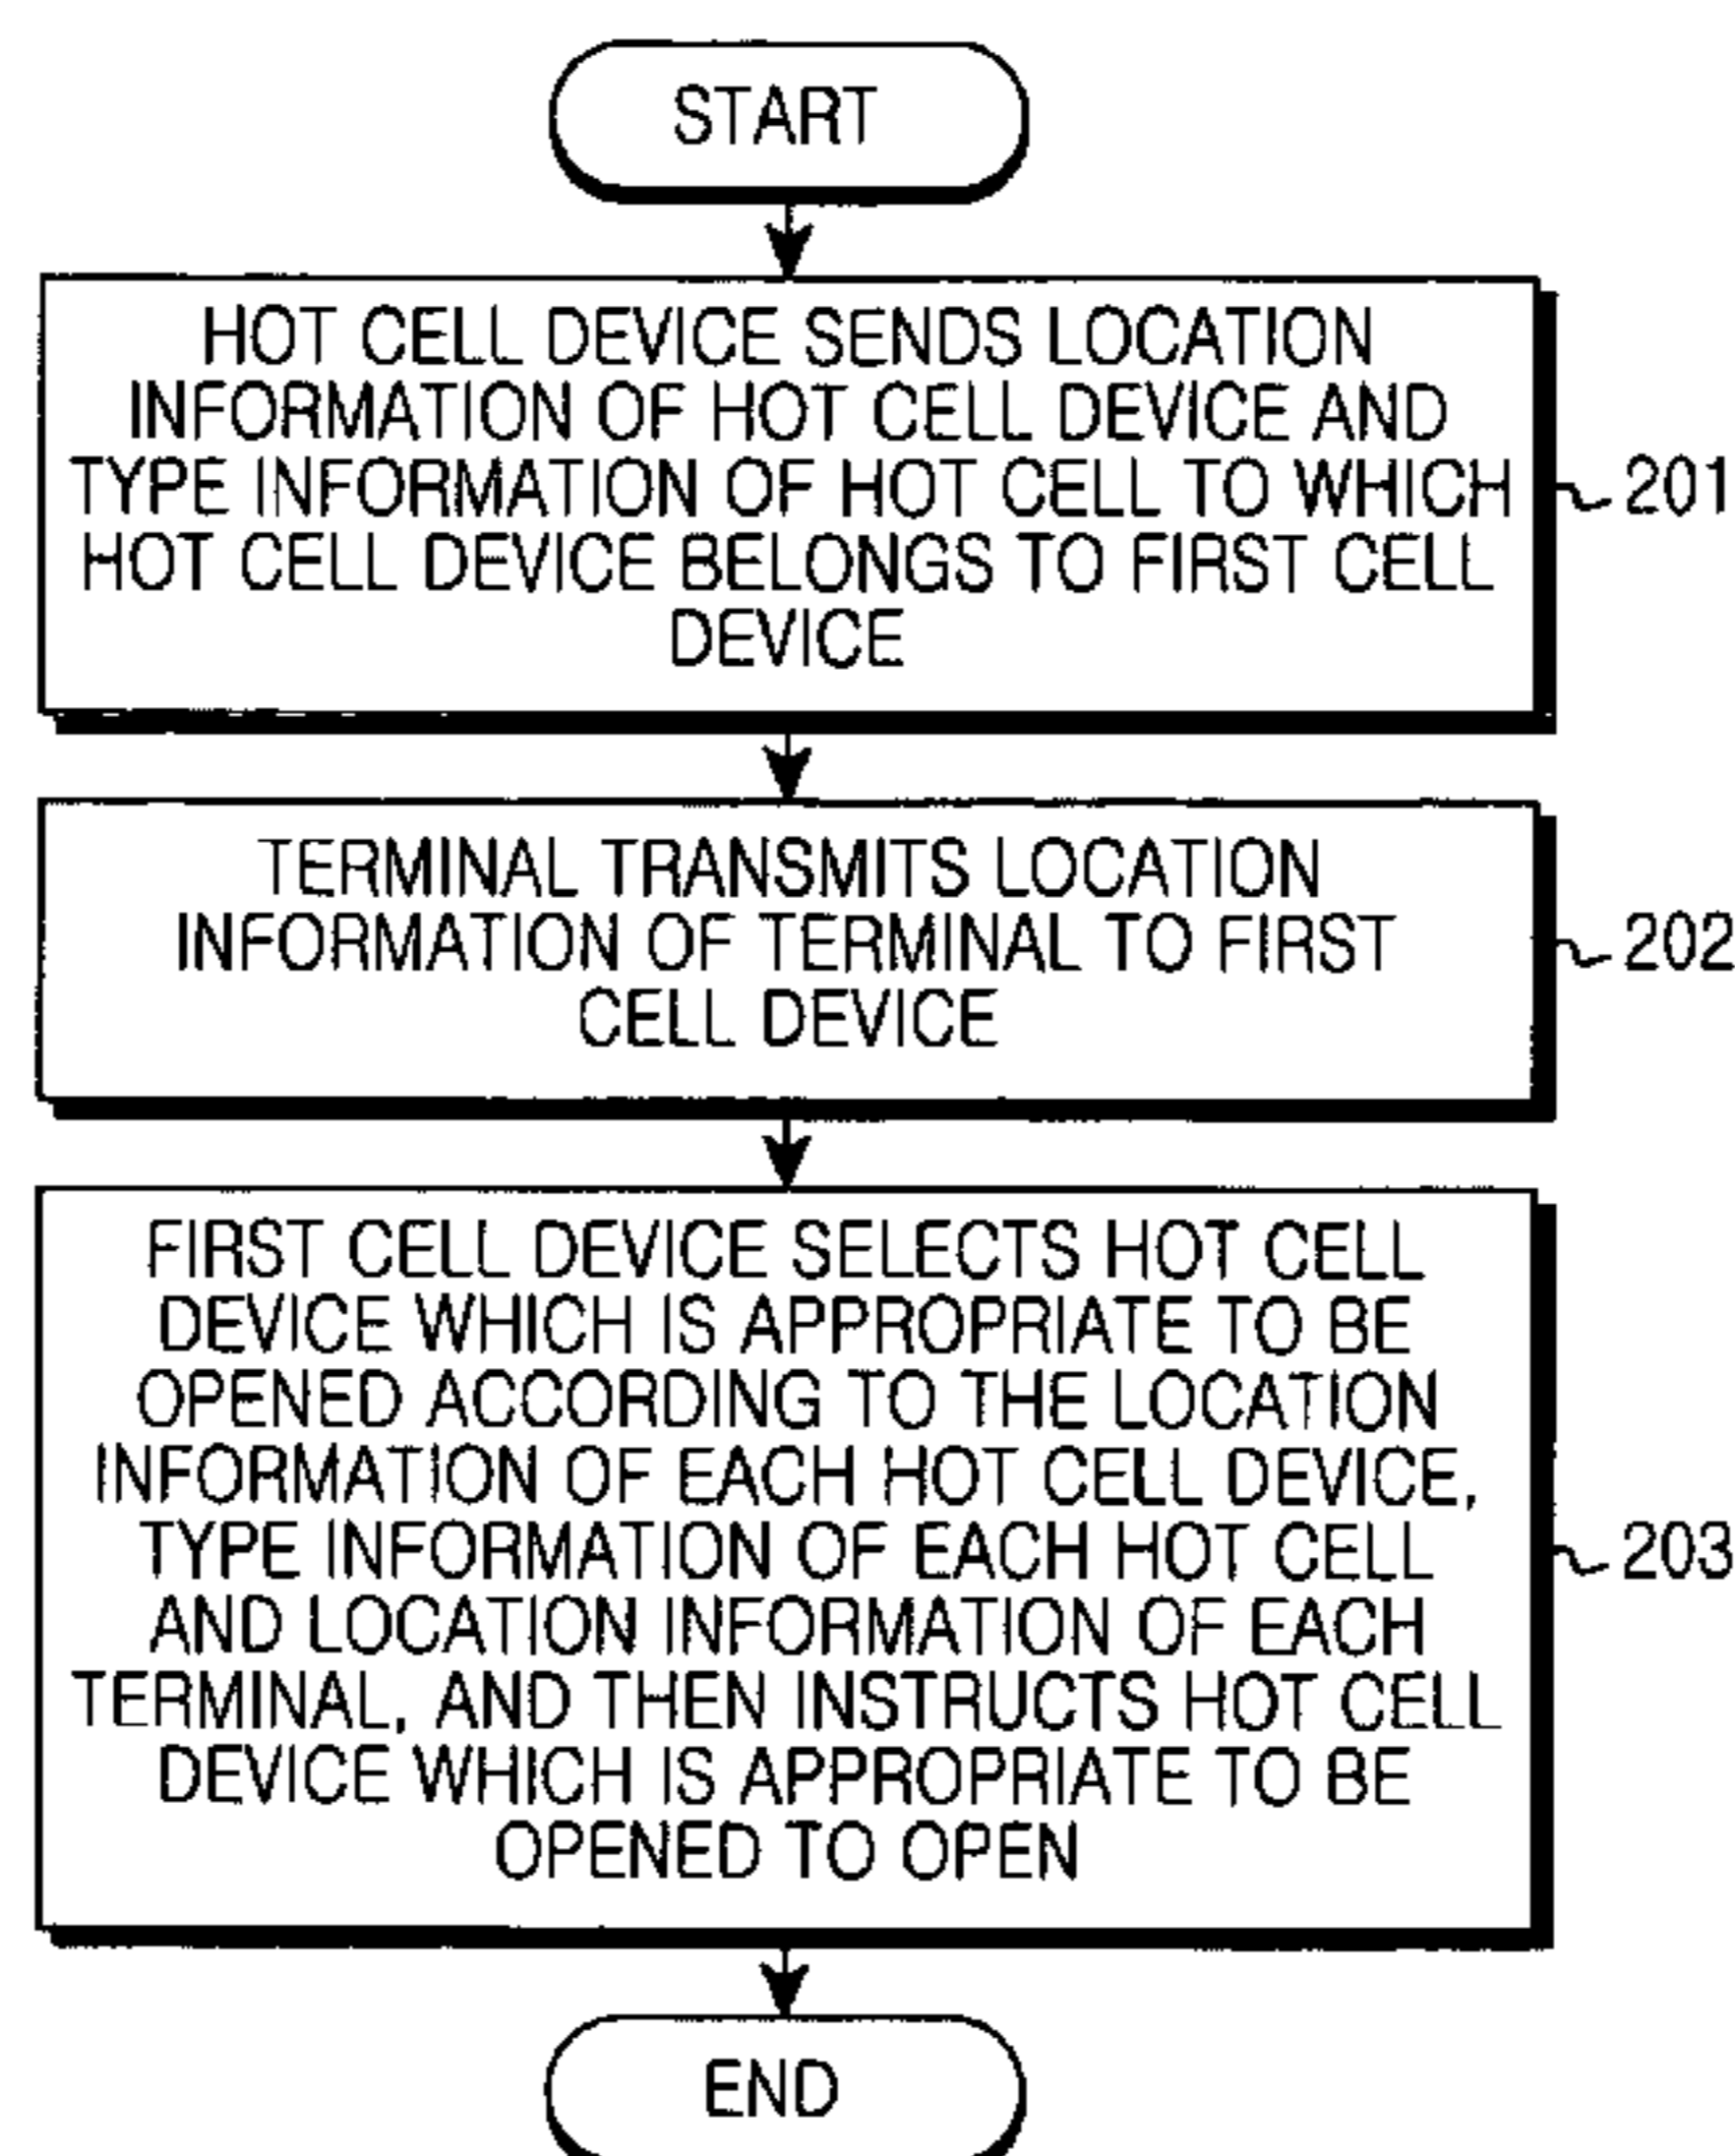 START
HOT CELL DEVICE SENDS LOCATION
INFORMATION OF HOT CELL DEVICE AND
TYPE INFORMATION OF HOT CELL TO WHICH
HOT CELL DEVICE BELONGS TO FIRST CELL
DEVICE
201
TERMINAL TRANSMITS LOCATION
INFORMATION OF TERMINAL TO FIRST
CELL DEVICE
202
FIRST CELL DEVICE SELECTS HOT CELL
DEVICE WHICH IS APPROPRIATE TO BE
OPENED ACCORDING TO THE LOCATION
INFORMATION OF EACH HOT CELL DEVICE,
TYPE INFORMATION OF EACH HOT CELL
AND LOCATION INFORMATION OF EACH
TERMINAL, AND THEN INSTRUCTS HOT CELL
DEVICE WHICH IS APPROPRIATE TO BE
OPENED TO OPEN
203
END